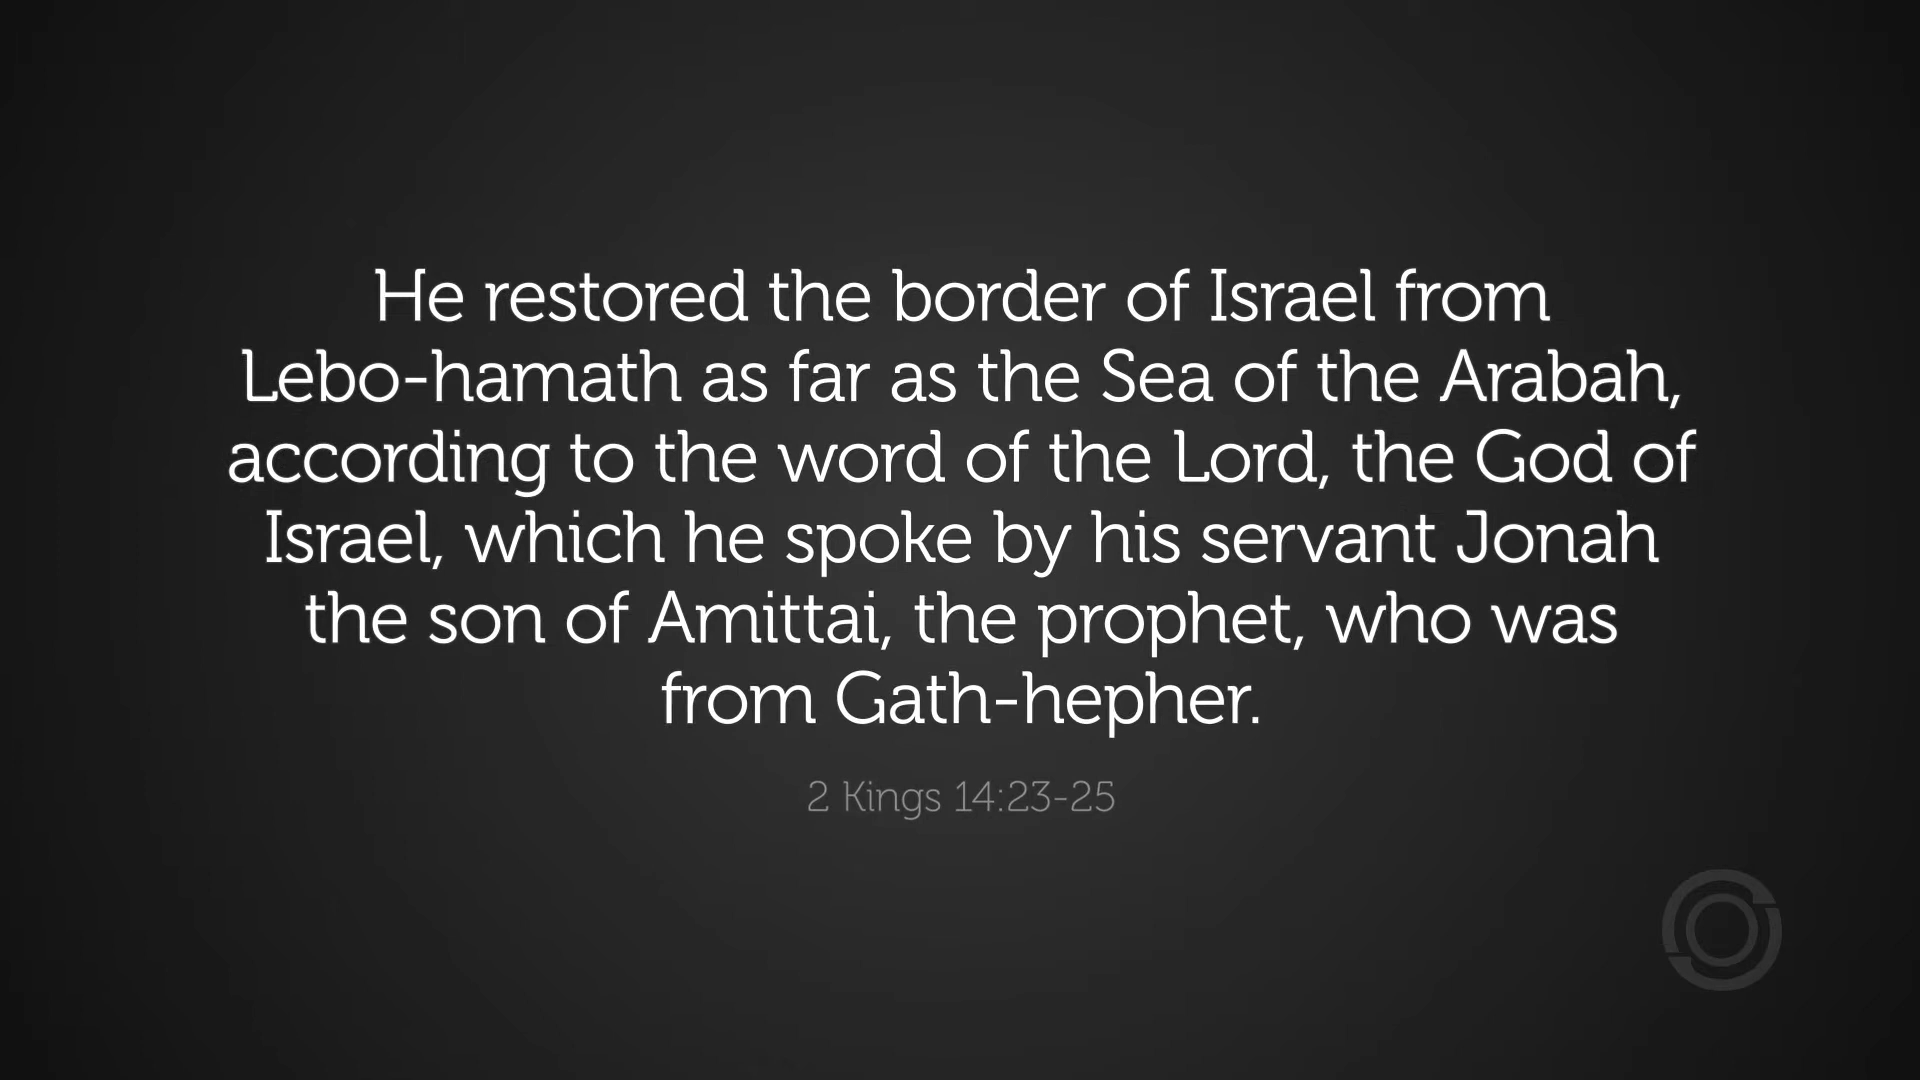 He restored the border of Israel from
Lebo-hamath as far as the Sea of the Arabah,
according to the word of the Lord, the God of
Israel, which he spoke by his servant Jonah
the son of Amittai, the prophet, who was
from Gath-hepher.
2 Kings 14:23-25